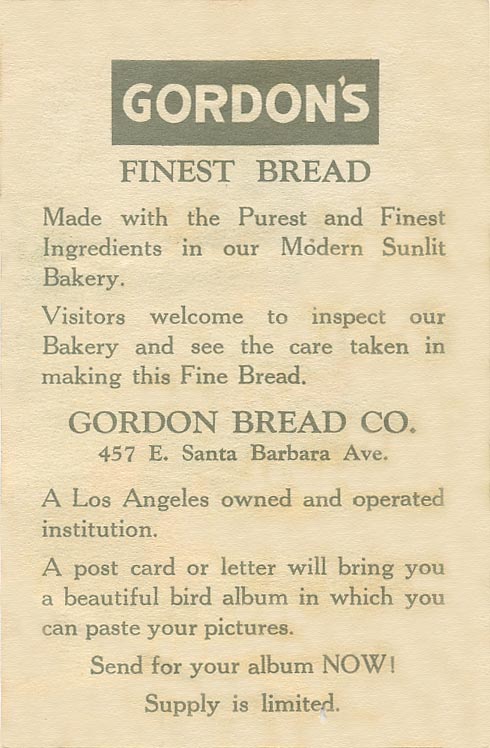 GORDON'S
FINEST BREAD
Made with the Purest and Finest
Ingredients in our Modern Sunlit
Bakery.
Visitors welcome to inspect our
Bakery and see the care taken in
making this Fine Bread.
GORDON BREAD CO.
457 E. Santa Barbara Ave.
A Los Angeles owned and operated
institution.
A post card or letter will bring you
a beautiful bird album in which you
can paste your pictures.
Send for your album NOW!
Supply is limited.